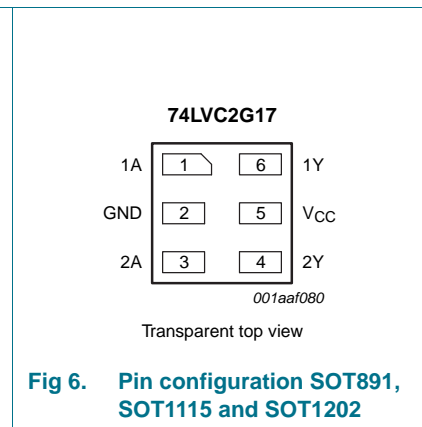 74LVC2G17
1A 1 6 1Y
GND 2 5 VCC
2A 3 4 2Y
001aaf080
Transparent top view
Fig 6. Pin configuration SOT891,
SOT1115 and SOT1202